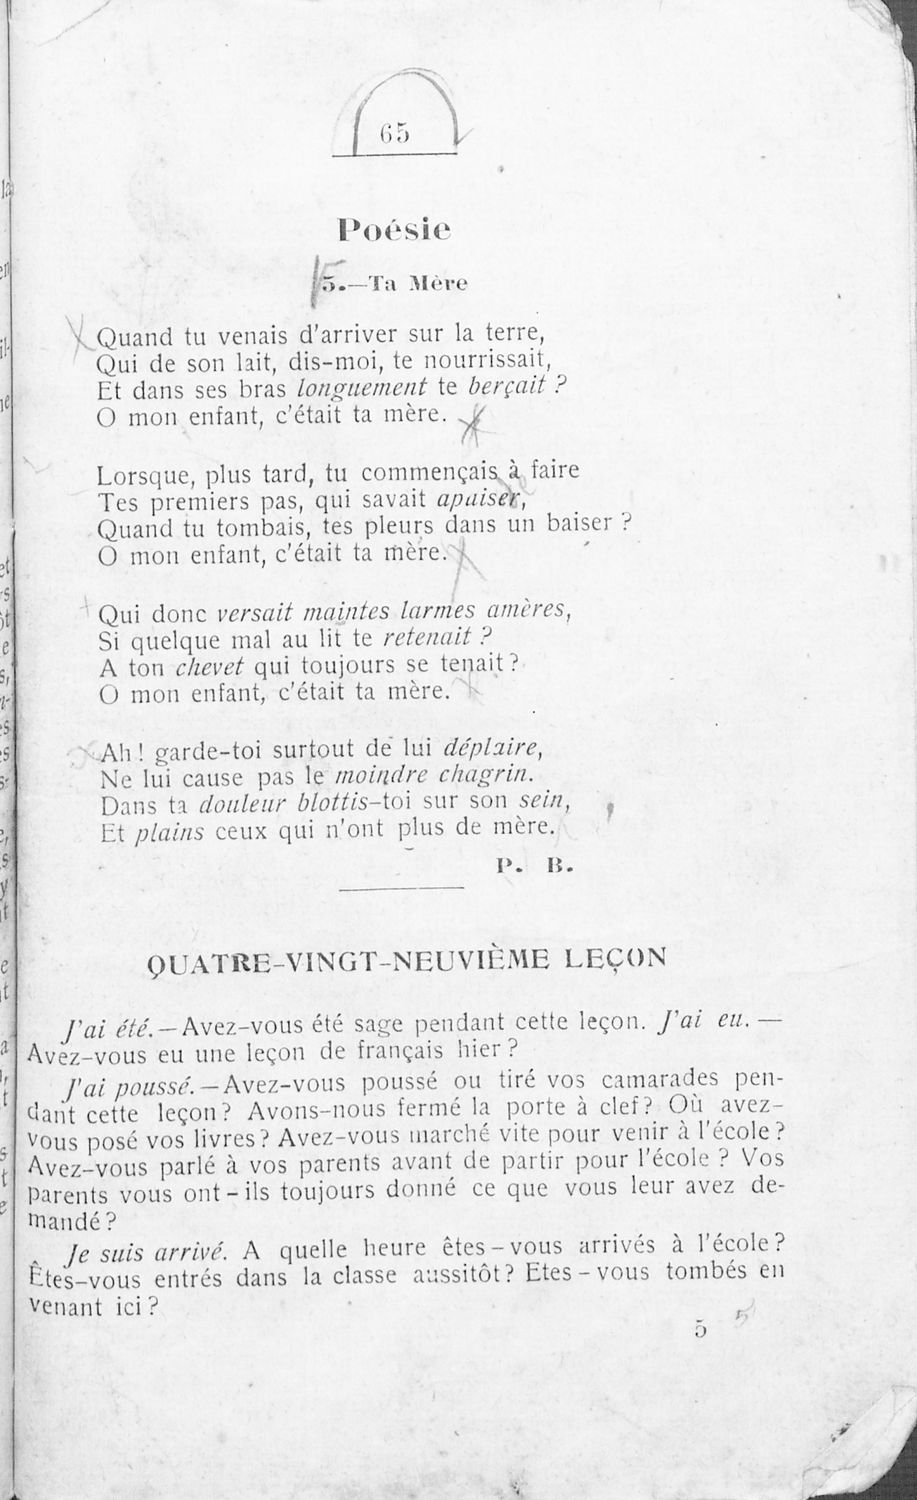 65
Poésie
5.—Ta Mère
Quand tu venais d'arriver sur la terre,
Qui de son lait, dis-moi, te nourrissait,
Et dans ses bras longuement te berçait ?
O mon enfant, c'était ta mère.
Lorsque, plus tard, tu commençais à faire
Tes premiers pas, qui savait apaiser,
Quand tu tombais, tes pleurs dans un baiser ?
O mon enfant, c'était ta mère.
Qui donc versait maintes larmes amères,
Si quelque mal au lit te retenait ?
A ton chevet qui toujours se tenait ?
O mon enfant, c'était ta mère.
Ah ! garde-toi surtout de lui déplaire,
Ne lui cause pas le moindre chagrin.
Dans ta douleur blottis-toi sur son sein,
Et plains ceux qui n'ont plus de mère.
P. B.
QUATRE-VINGT-NEUVIÈME LEÇON
J'ai été.—Avez-vous été sage pendant cette leçon. J'ai eu.—
Avez-vous eu une leçon de français hier ?
J'ai poussé.—Avez-vous poussé ou tiré vos camarades pen-
dant cette leçon ? Avons-nous fermé la porte à clef ? Où avez-
vous posé vos livres ? Avez-vous marché vite pour venir à l'école ?
Avez-vous parlé à vos parents avant de partir pour l'école ? Vos
parents vous ont-ils toujours donné ce que vous leur avez de-
mandé ?
Je suis arrivé. A quelle heure êtes-vous arrivés à l'école ?
Êtes-vous entrés dans la classe aussitôt ? Etes-vous tombés en
venant ici ?
5 5